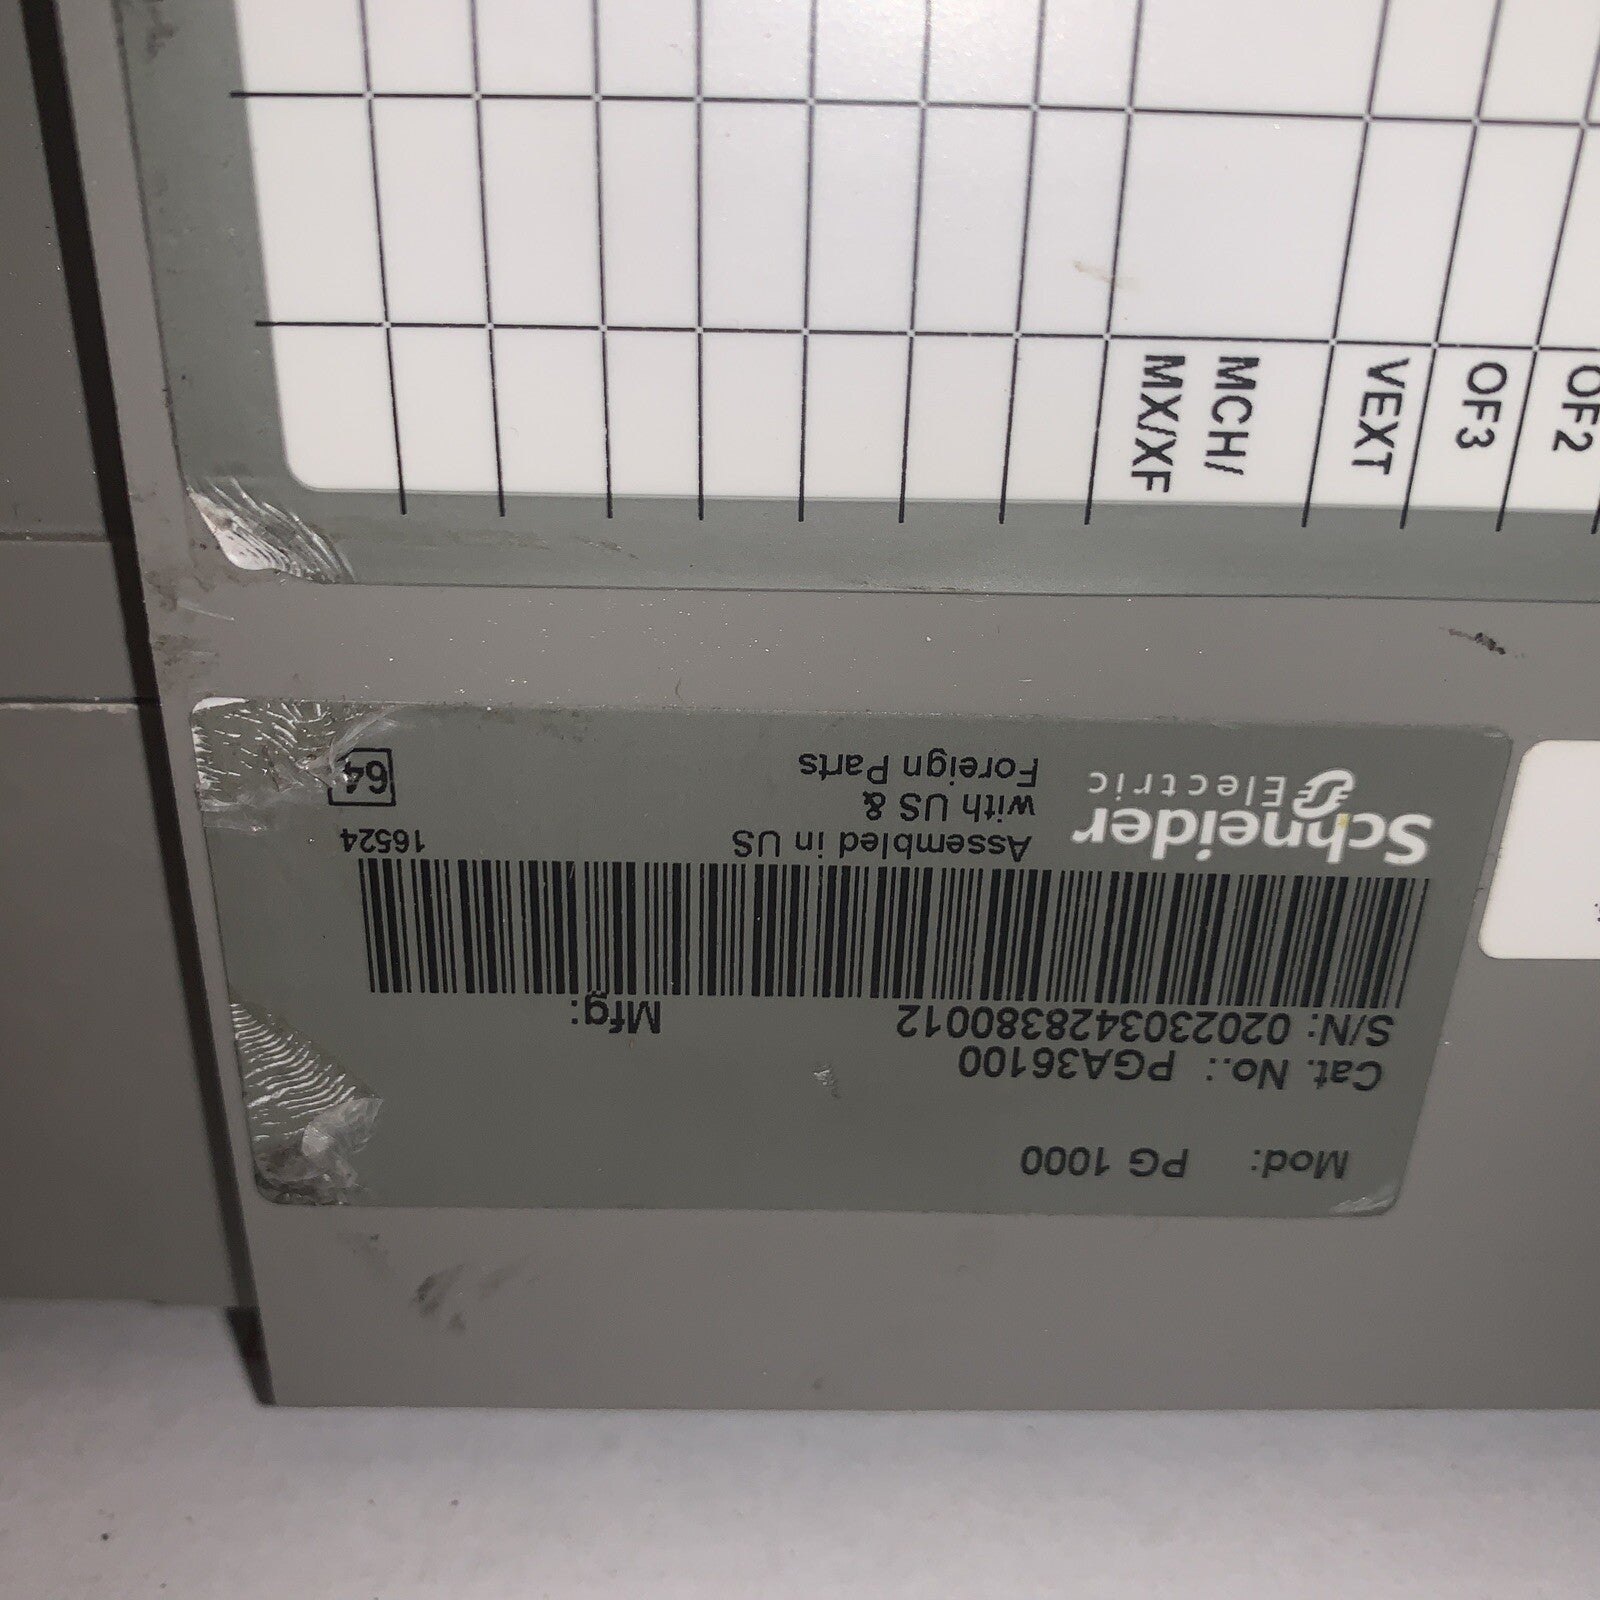 Mod: PG 1000
Cat. No.: PGA36100
S/N: 0202303428380012 Mfg:
Schneider
Electric
Assembled in US
with US &
Foreign Parts
16524
64
OF2
OF3
VEXT
MCH/
MX/XF